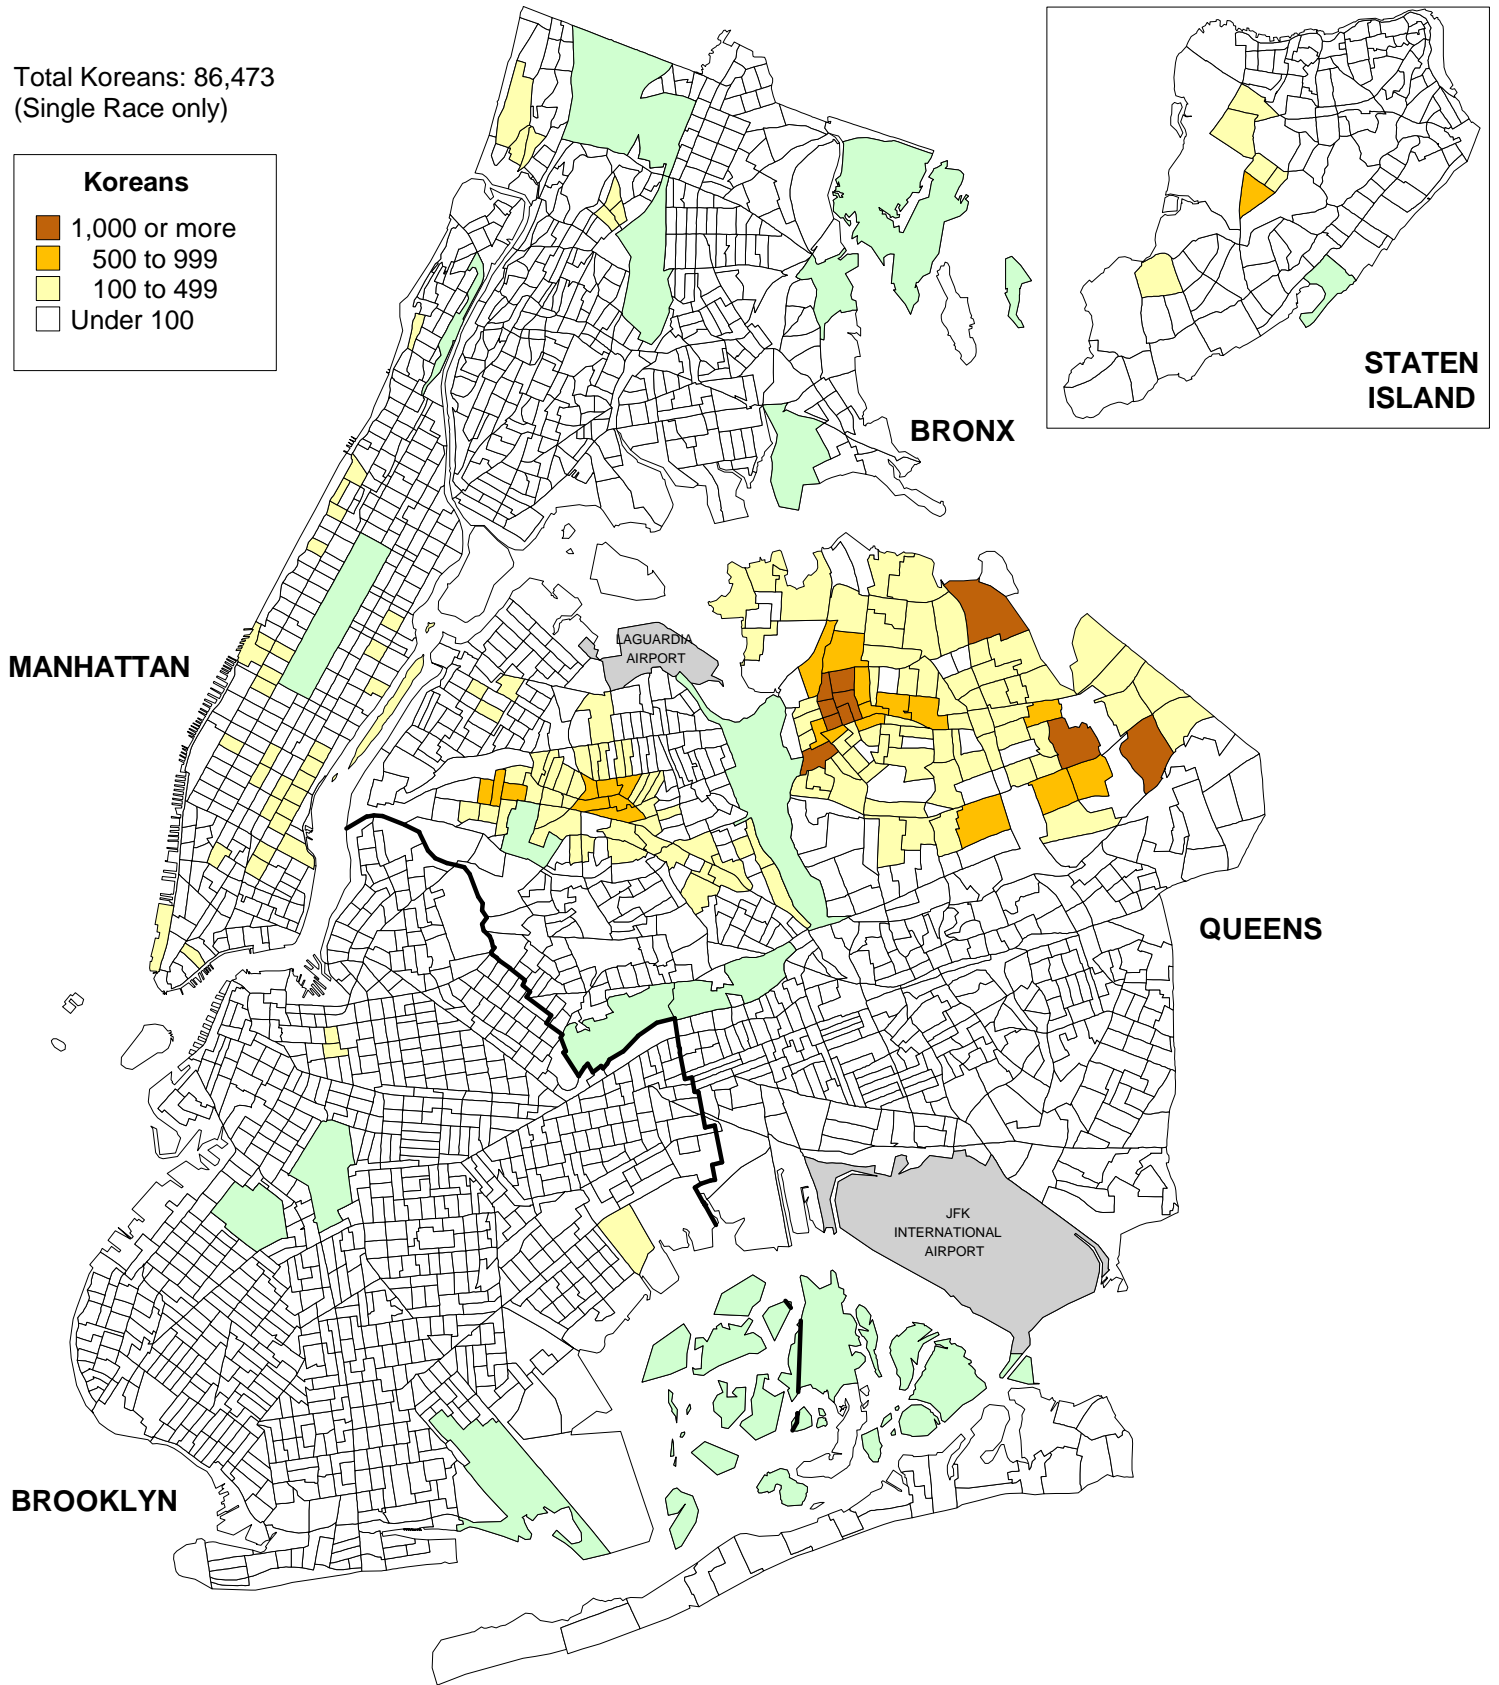 Total Koreans: 86,473
(Single Race only)
Koreans
1,000 or more
500 to 999
100 to 499
Under 100
STATEN
ISLAND
BRONX
MANHATTAN
LAGUARDIA
AIRPORT
QUEENS
JFK
INTERNATIONAL
AIRPORT
BROOKLYN